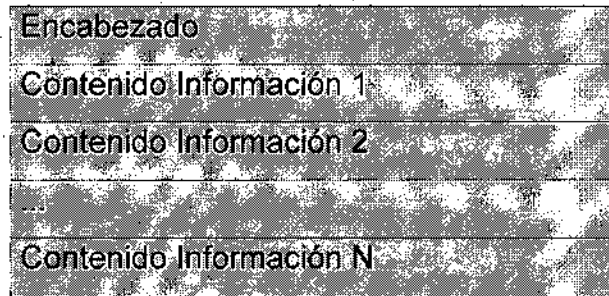 Encabezado
Contenido Información 1
Contenido Información 2
...
Contenido Información N